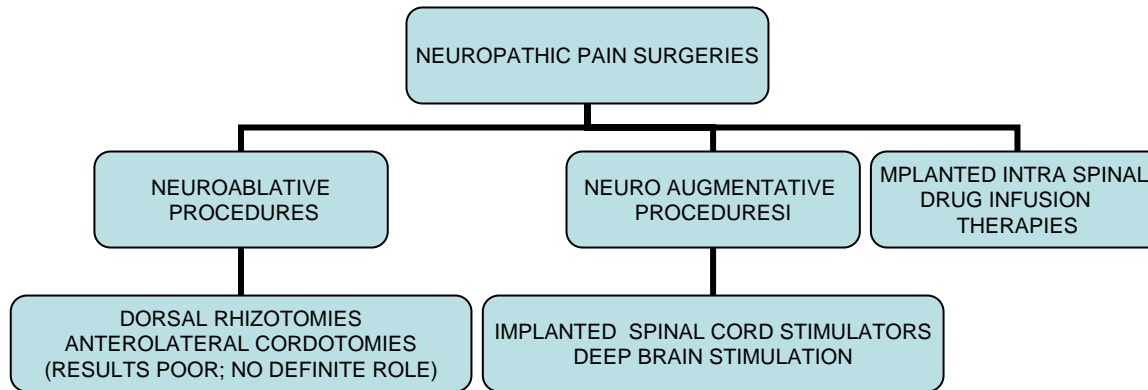 NEUROPATHIC PAIN SURGERIES
NEUROABLATIVE
PROCEDURES
NEURO AUGMENTATIVE
PROCEDURESI
MPLANTED INTRA SPINAL
DRUG INFUSION
THERAPIES
DORSAL RHIZOTOMIES
ANTEROLATERAL CORDOTOMIES
(RESULTS POOR; NO DEFINITE ROLE)
IMPLANTED SPINAL CORD STIMULATORS
DEEP BRAIN STIMULATION